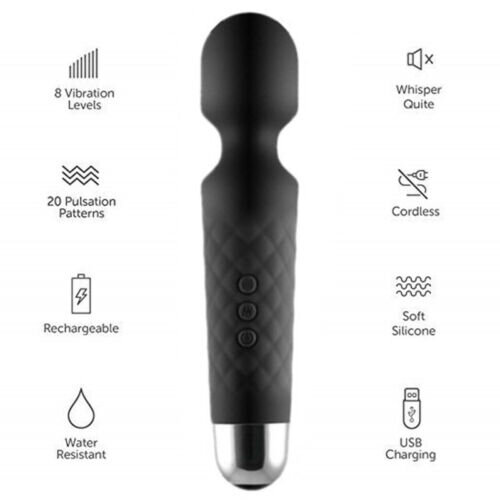 8 Vibration
Levels
20 Pulsation
Patterns
Rechargeable
Water
Resistant
Whisper
Quite
Cordless
Soft
Silicone
USB
Charging